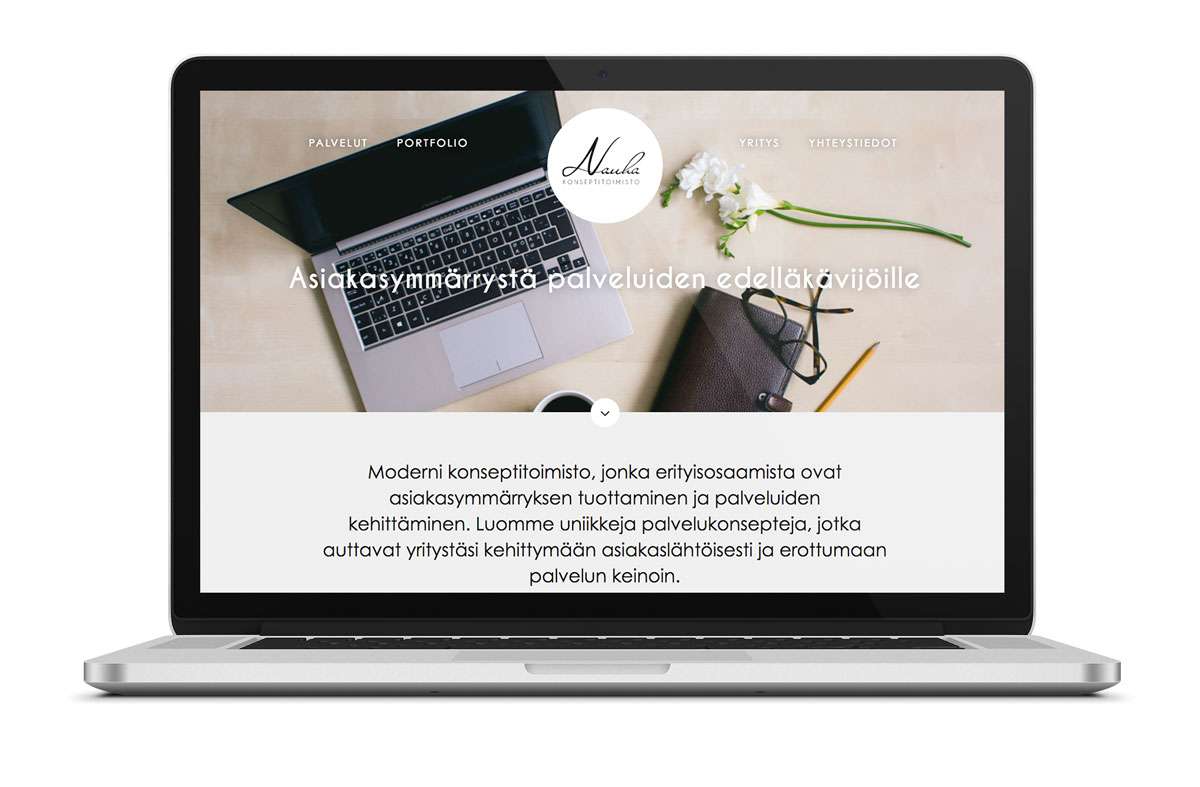 PALVELUT PORTFOLIO YRITYS YHTEYSTIEDOT
Nauha
KONSEPTITOIMISTO
Asiakasymmärrystä palveluiden edelläkävijöille
Moderni konseptitoimisto, jonka erityisosaamista ovat
asiakasymmärryksen tuottaminen ja palveluiden
kehittäminen. Luomme uniikkeja palvelukonsepteja, jotka
auttavat yritystäsi kehittymään asiakaslähtöisesti ja erottumaan
palvelun keinoin.